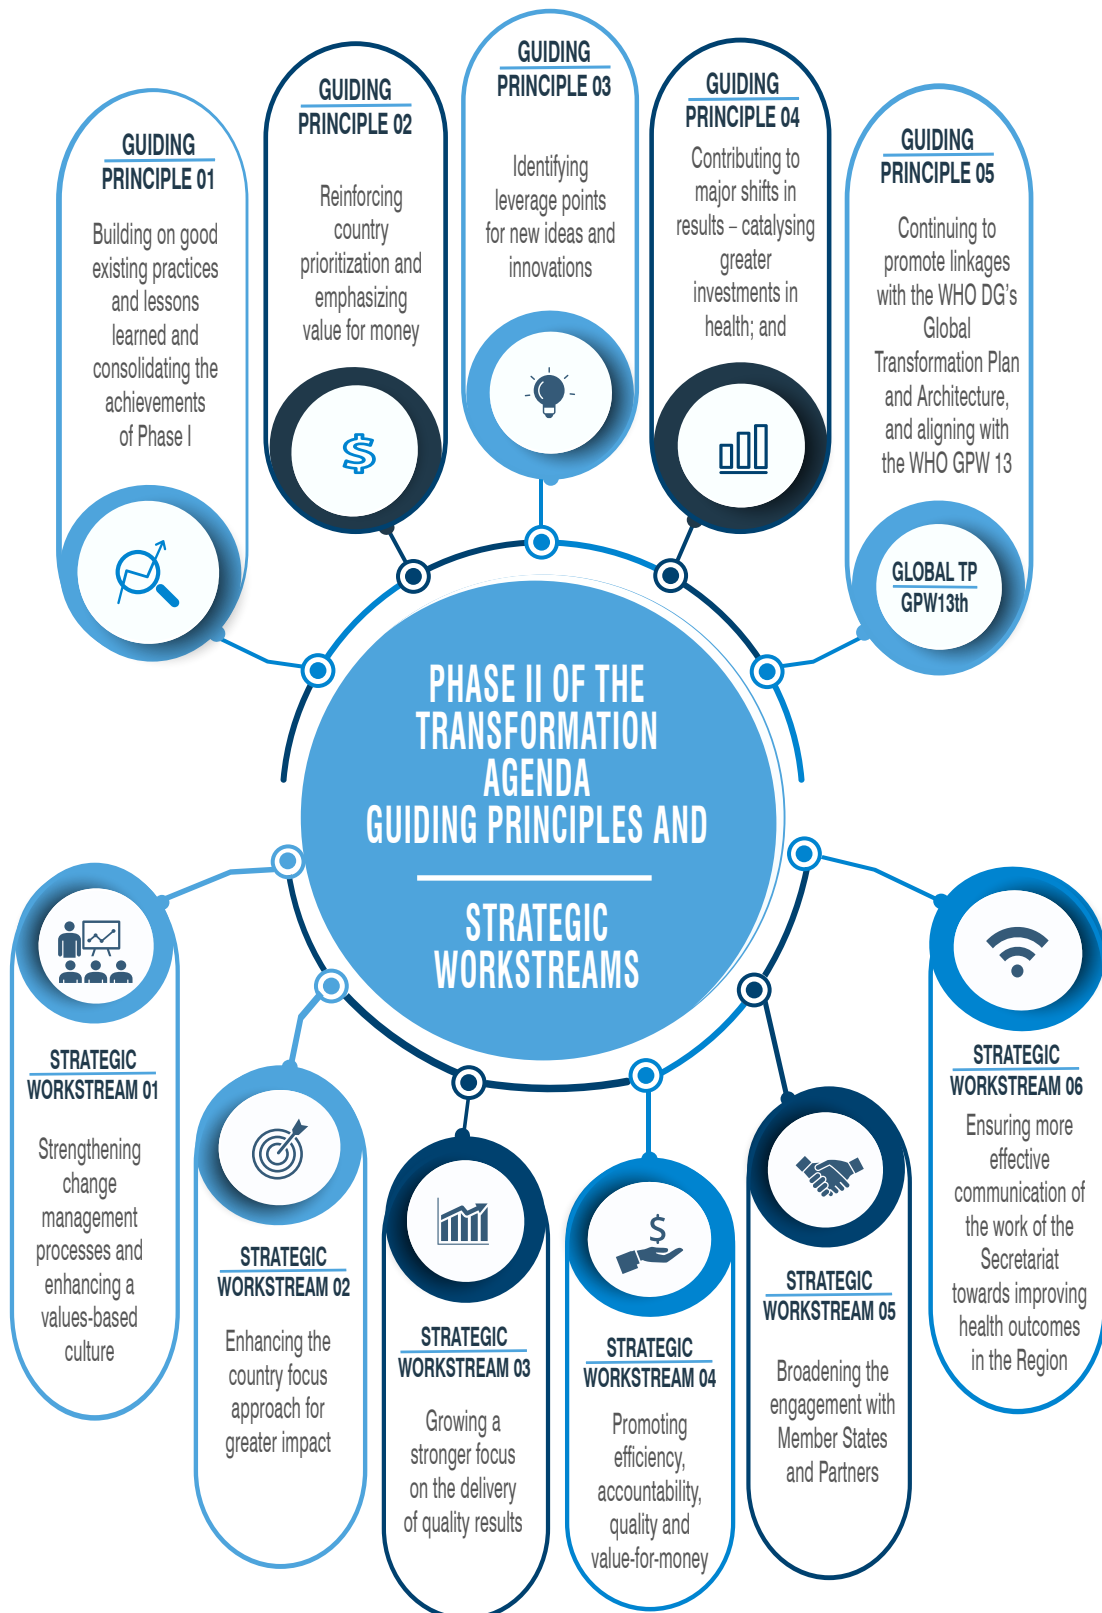 GUIDING
PRINCIPLE 01
Building on good
existing practices
and lessons
learned and
consolidating the
achievements
of Phase I
GUIDING
PRINCIPLE 02
Reinforcing
country
prioritization and
emphasizing
value for money
$
GUIDING
PRINCIPLE 03
Identifying
leverage points
for new ideas and
innovations
GUIDING
PRINCIPLE 04
Contributing to
major shifts in
results – catalysing
greater
investments in
health; and
GUIDING
PRINCIPLE 05
Continuing to
promote linkages
with the WHO DG's
Global
Transformation Plan
and Architecture,
and aligning with
the WHO GPW 13
GLOBAL TP
GPW13th
PHASE II OF THE
TRANSFORMATION
AGENDA
GUIDING PRINCIPLES AND
STRATEGIC
WORKSTREAMS
STRATEGIC
WORKSTREAM 01
Strengthening
change
management
processes and
enhancing a
values-based
culture
STRATEGIC
WORKSTREAM 02
Enhancing the
country focus
approach for
greater impact
STRATEGIC
WORKSTREAM 03
Growing a
stronger focus
on the delivery
of quality results
$
STRATEGIC
WORKSTREAM 04
Promoting
efficiency,
accountability,
quality and
value-for-money
STRATEGIC
WORKSTREAM 05
Broadening the
engagement with
Member States
and Partners
STRATEGIC
WORKSTREAM 06
Ensuring more
effective
communication of
the work of the
Secretariat
towards improving
health outcomes
in the Region